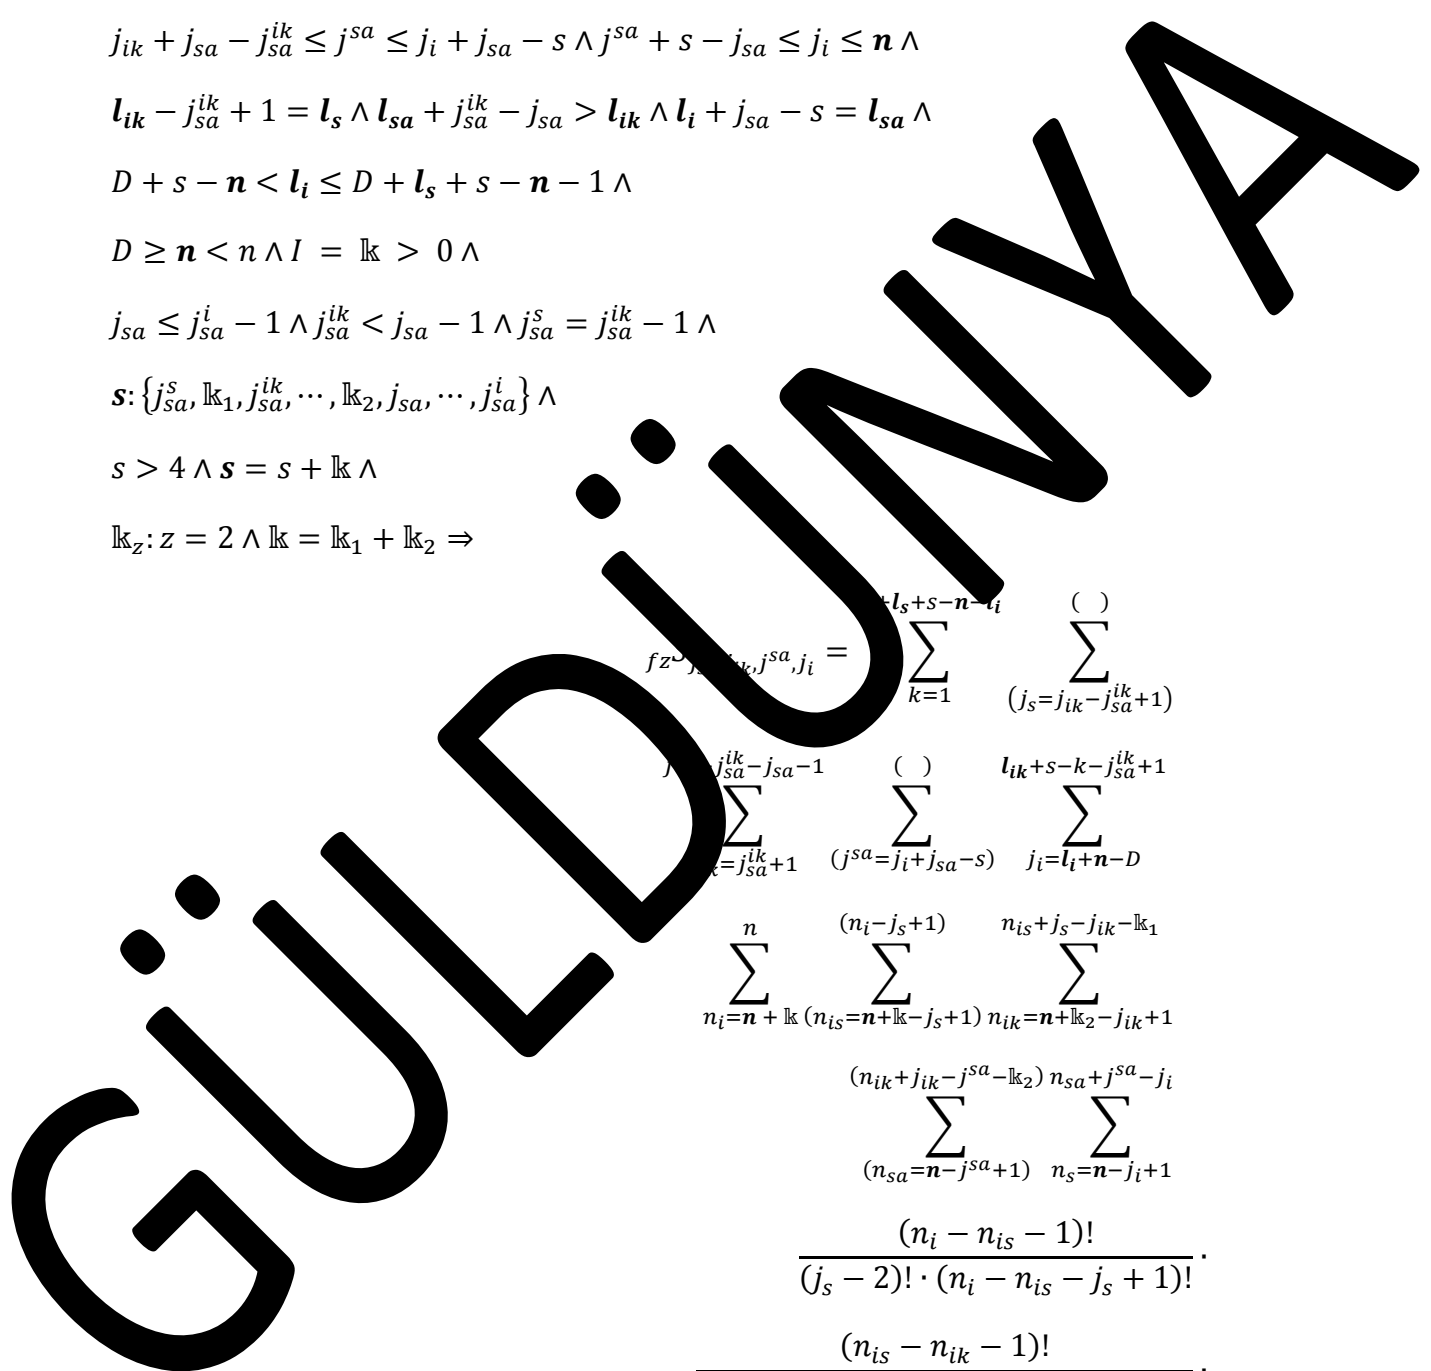 j_{ik} + j_{sa} − j_{sa}^{ik} ≤ j^{sa} ≤ j_i + j_{sa} − s ∧ j^{sa} + s − j_{sa} ≤ j_i ≤ n ∧
l_{ik} − j_{sa}^{ik} + 1 = l_s ∧ l_{sa} + j_{sa}^{ik} − j_{sa} > l_{ik} ∧ l_i + j_{sa} − s = l_{sa} ∧
D + s − n < l_i ≤ D + l_s + s − n − 1 ∧
D ≥ n < n ∧ I = 𝕜 > 0 ∧
j_{sa} ≤ j_{sa}^{i} − 1 ∧ j_{sa}^{ik} < j_{sa} − 1 ∧ j_{sa}^{s} = j_{sa}^{ik} − 1 ∧
s: {j_{sa}^{s}, 𝕜_1, j_{sa}^{ik}, ⋯, 𝕜_2, j_{sa}, ⋯, j_{sa}^{i}} ∧
s > 4 ∧ s = s + 𝕜 ∧
𝕜_z: z = 2 ∧ 𝕜 = 𝕜_1 + 𝕜_2 ⇒
+l_s+s−n−l_i ( )
fz j^{sa},j_i = ∑ ∑
k=1 (j_s=j_{ik}−j_{sa}^{ik}+1)
j_{sa}^{ik}−j_{sa}−1 ( ) l_{ik}+s−k−j_{sa}^{ik}+1
∑ ∑ ∑
=j_{sa}^{ik}+1 (j^{sa}=j_i+j_{sa}−s) j_i=l_i+n−D
n (n_i−j_s+1) n_{is}+j_s−j_{ik}−𝕜_1
∑ ∑ ∑
n_i=n+𝕜 (n_{is}=n+𝕜−j_s+1) n_{ik}=n+𝕜_2−j_{ik}+1
(n_{ik}+j_{ik}−j^{sa}−𝕜_2) n_{sa}+j^{sa}−j_i
∑ ∑
(n_{sa}=n−j^{sa}+1) n_s=n−j_i+1
(n_i − n_{is} − 1)!
(j_s − 2)! · (n_i − n_{is} − j_s + 1)! ·
(n_{is} − n_{ik} − 1)! ·
GÜLDÜNYA